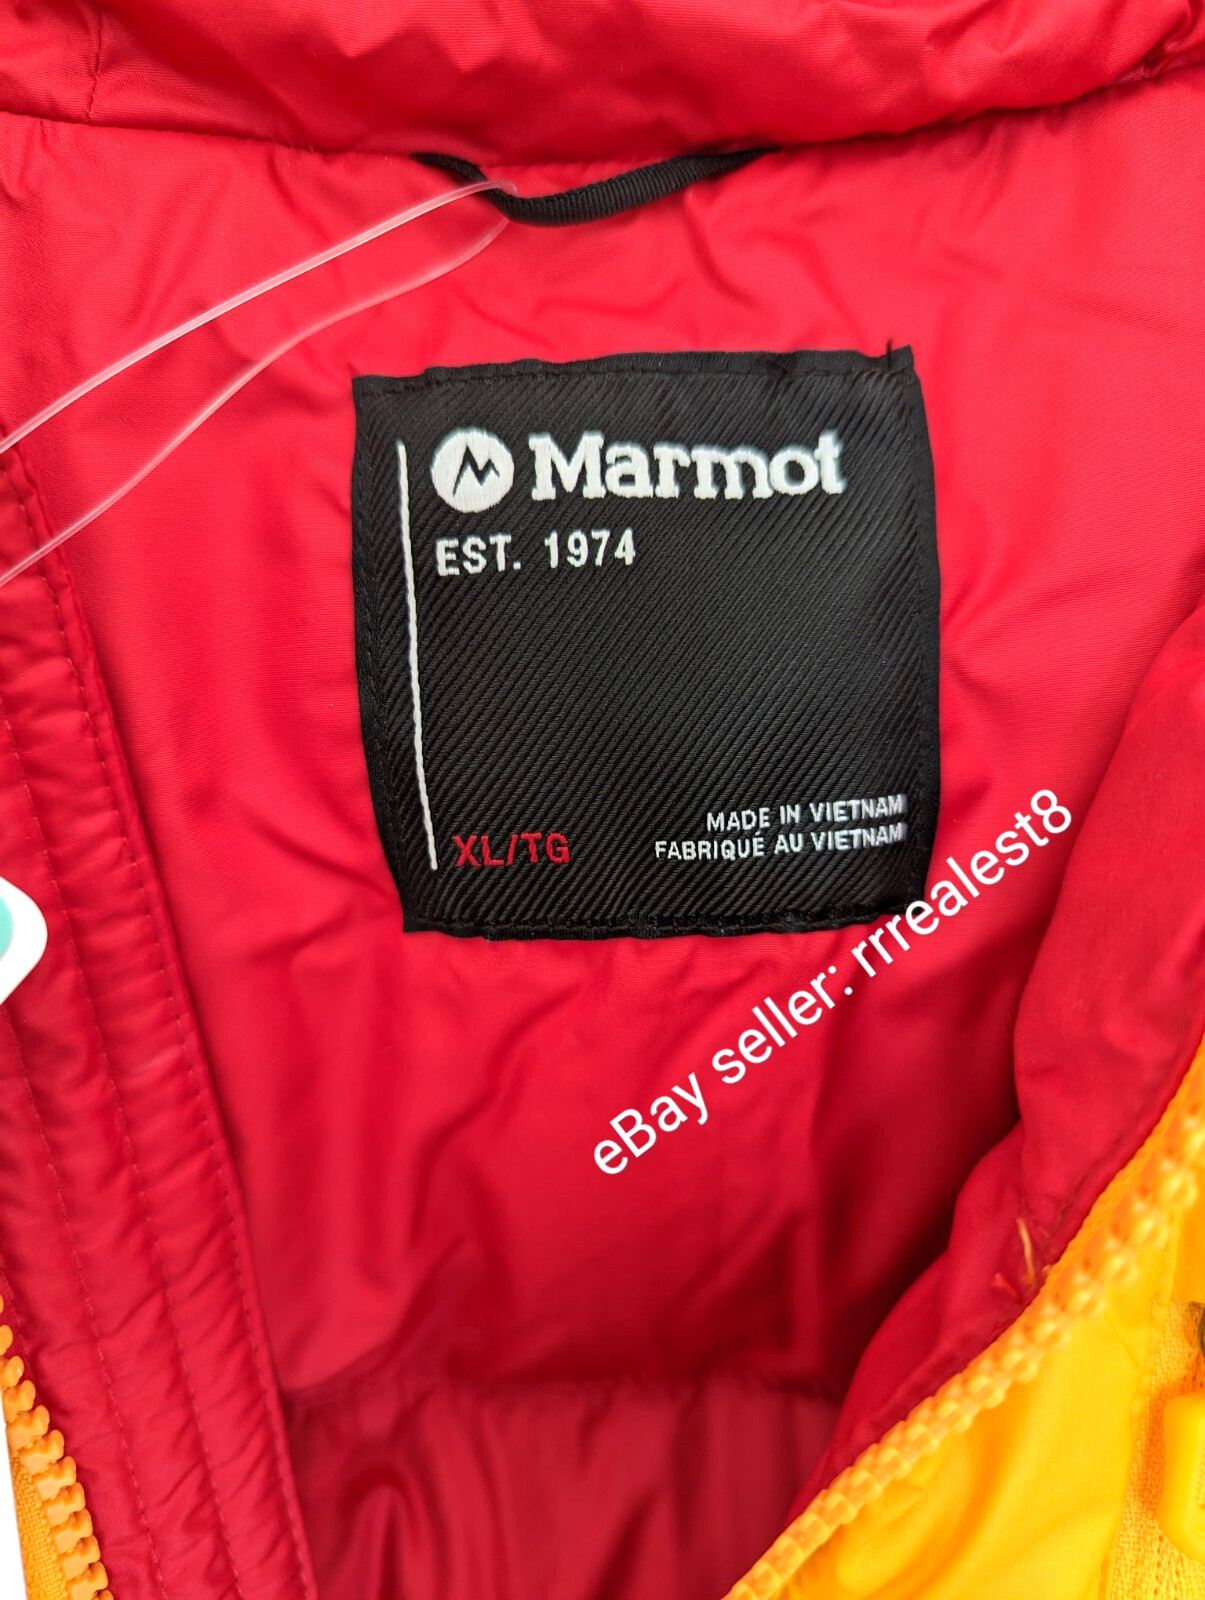 Marmot
EST. 1974
XL/TG
MADE IN VIETNAM
FABRIQUÉ AU VIETNAM
eBay seller: rrrealest8